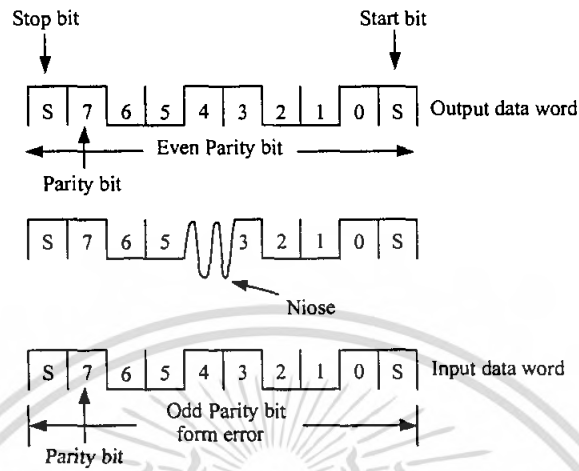 Stop bit
Start bit
S 7 6 5 4 3 2 1 0 S
Output data word
Even Parity bit
Parity bit
S 7 6 5 3 2 1 0 S
Niose
S 7 6 5 4 3 2 1 0 S
Input data word
Odd Parity bit
form error
Parity bit